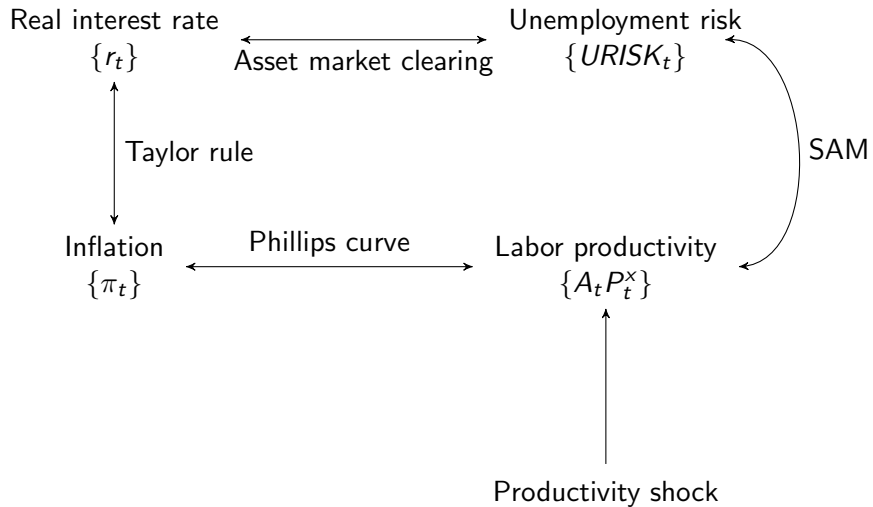 Real interest rate
{r_t}
Unemployment risk
{URISK_t}
Asset market clearing
Taylor rule
SAM
Inflation
{π_t}
Phillips curve
Labor productivity
{A_t P_t^x}
Productivity shock